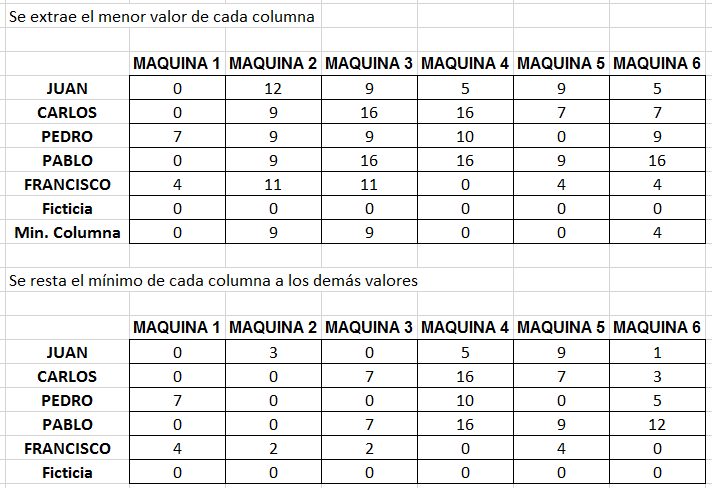 Se extrae el menor valor de cada columna
MAQUINA 1 MAQUINA 2 MAQUINA 3 MAQUINA 4 MAQUINA 5 MAQUINA 6
JUAN 0 12 9 5 9 5
CARLOS 0 9 16 16 7 7
PEDRO 7 9 9 10 0 9
PABLO 0 9 16 16 9 16
FRANCISCO 4 11 11 0 4 4
Ficticia 0 0 0 0 0 0
Min. Columna 0 9 9 0 0 4
Se resta el mínimo de cada columna a los demás valores
MAQUINA 1 MAQUINA 2 MAQUINA 3 MAQUINA 4 MAQUINA 5 MAQUINA 6
JUAN 0 3 0 5 9 1
CARLOS 0 0 7 16 7 3
PEDRO 7 0 0 10 0 5
PABLO 0 0 7 16 9 12
FRANCISCO 4 2 2 0 4 0
Ficticia 0 0 0 0 0 0